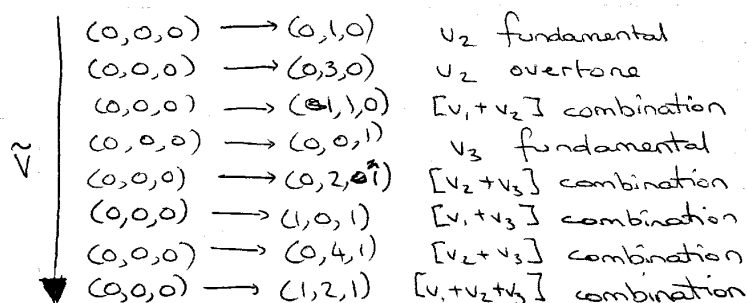 (0,0,0) → (0,1,0) ν₂ fundamental
(0,0,0) → (0,3,0) ν₂ overtone
(0,0,0) → (1,1,0) [ν₁+ν₂] combination
(0,0,0) → (0,0,1) ν₃ fundamental
ṽ
(0,0,0) → (0,2,1) [ν₂+ν₃] combination
(0,0,0) → (1,0,1) [ν₁+ν₃] combination
(0,0,0) → (0,4,1) [ν₂+ν₃] combination
(0,0,0) → (1,2,1) [ν₁+ν₂+ν₃] combination